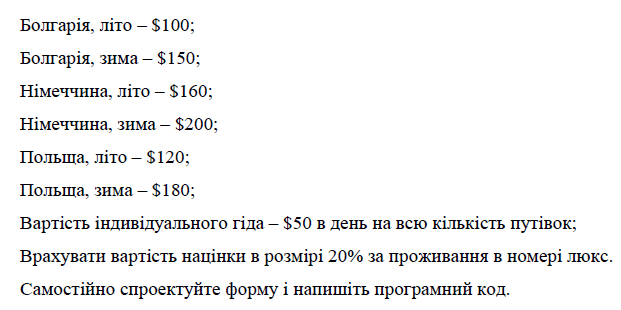 Болгарія, літо – $100;
Болгарія, зима – $150;
Німеччина, літо – $160;
Німеччина, зима – $200;
Польща, літо – $120;
Польща, зима – $180;
Вартість індивідуального гіда – $50 в день на всю кількість путівок;
Врахувати вартість націнки в розмірі 20% за проживання в номері люкс.
Самостійно спроектуйте форму і напишіть програмний код.